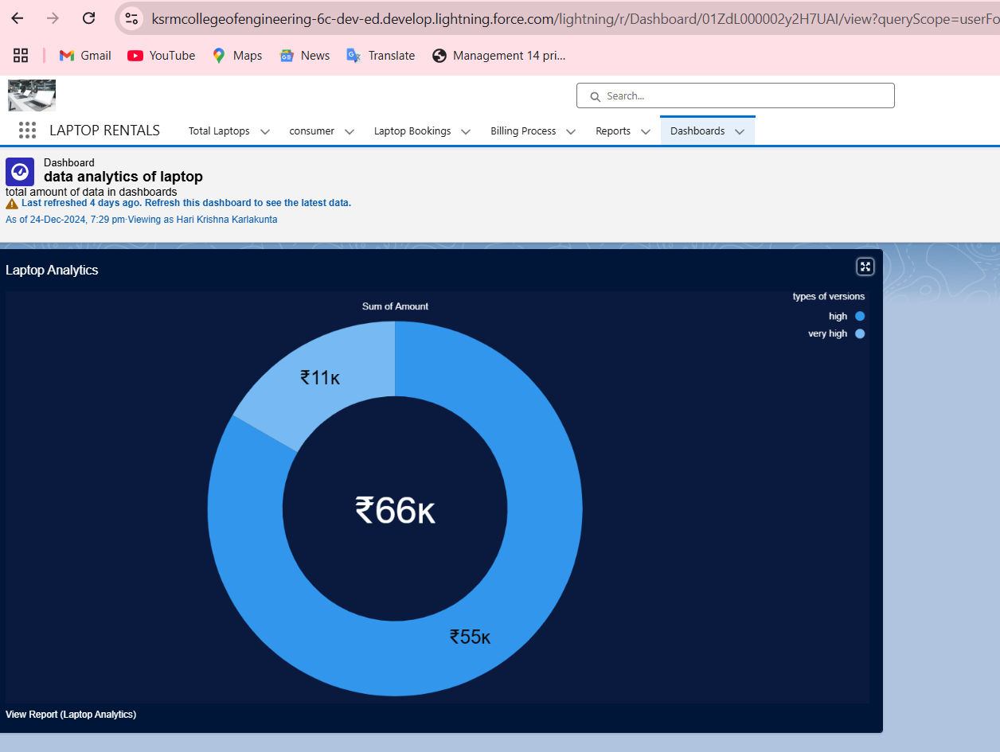 ksrmcollegeofengineering-6c-dev-ed.develop.lightning.force.com/lightning/r/Dashboard/01ZdL000002y2H7UAI/view?queryScope=userFo
Gmail YouTube Maps News Translate Management 14 pri...
Search...
LAPTOP RENTALS Total Laptops consumer Laptop Bookings Billing Process Reports Dashboards
Dashboard
data analytics of laptop
total amount of data in dashboards
Last refreshed 4 days ago. Refresh this dashboard to see the latest data.
As of 24-Dec-2024, 7:29 pm·Viewing as Hari Krishna Karlakunta
Laptop Analytics
types of versions
Sum of Amount
high
very high
₹11K
₹66K
₹55K
View Report (Laptop Analytics)